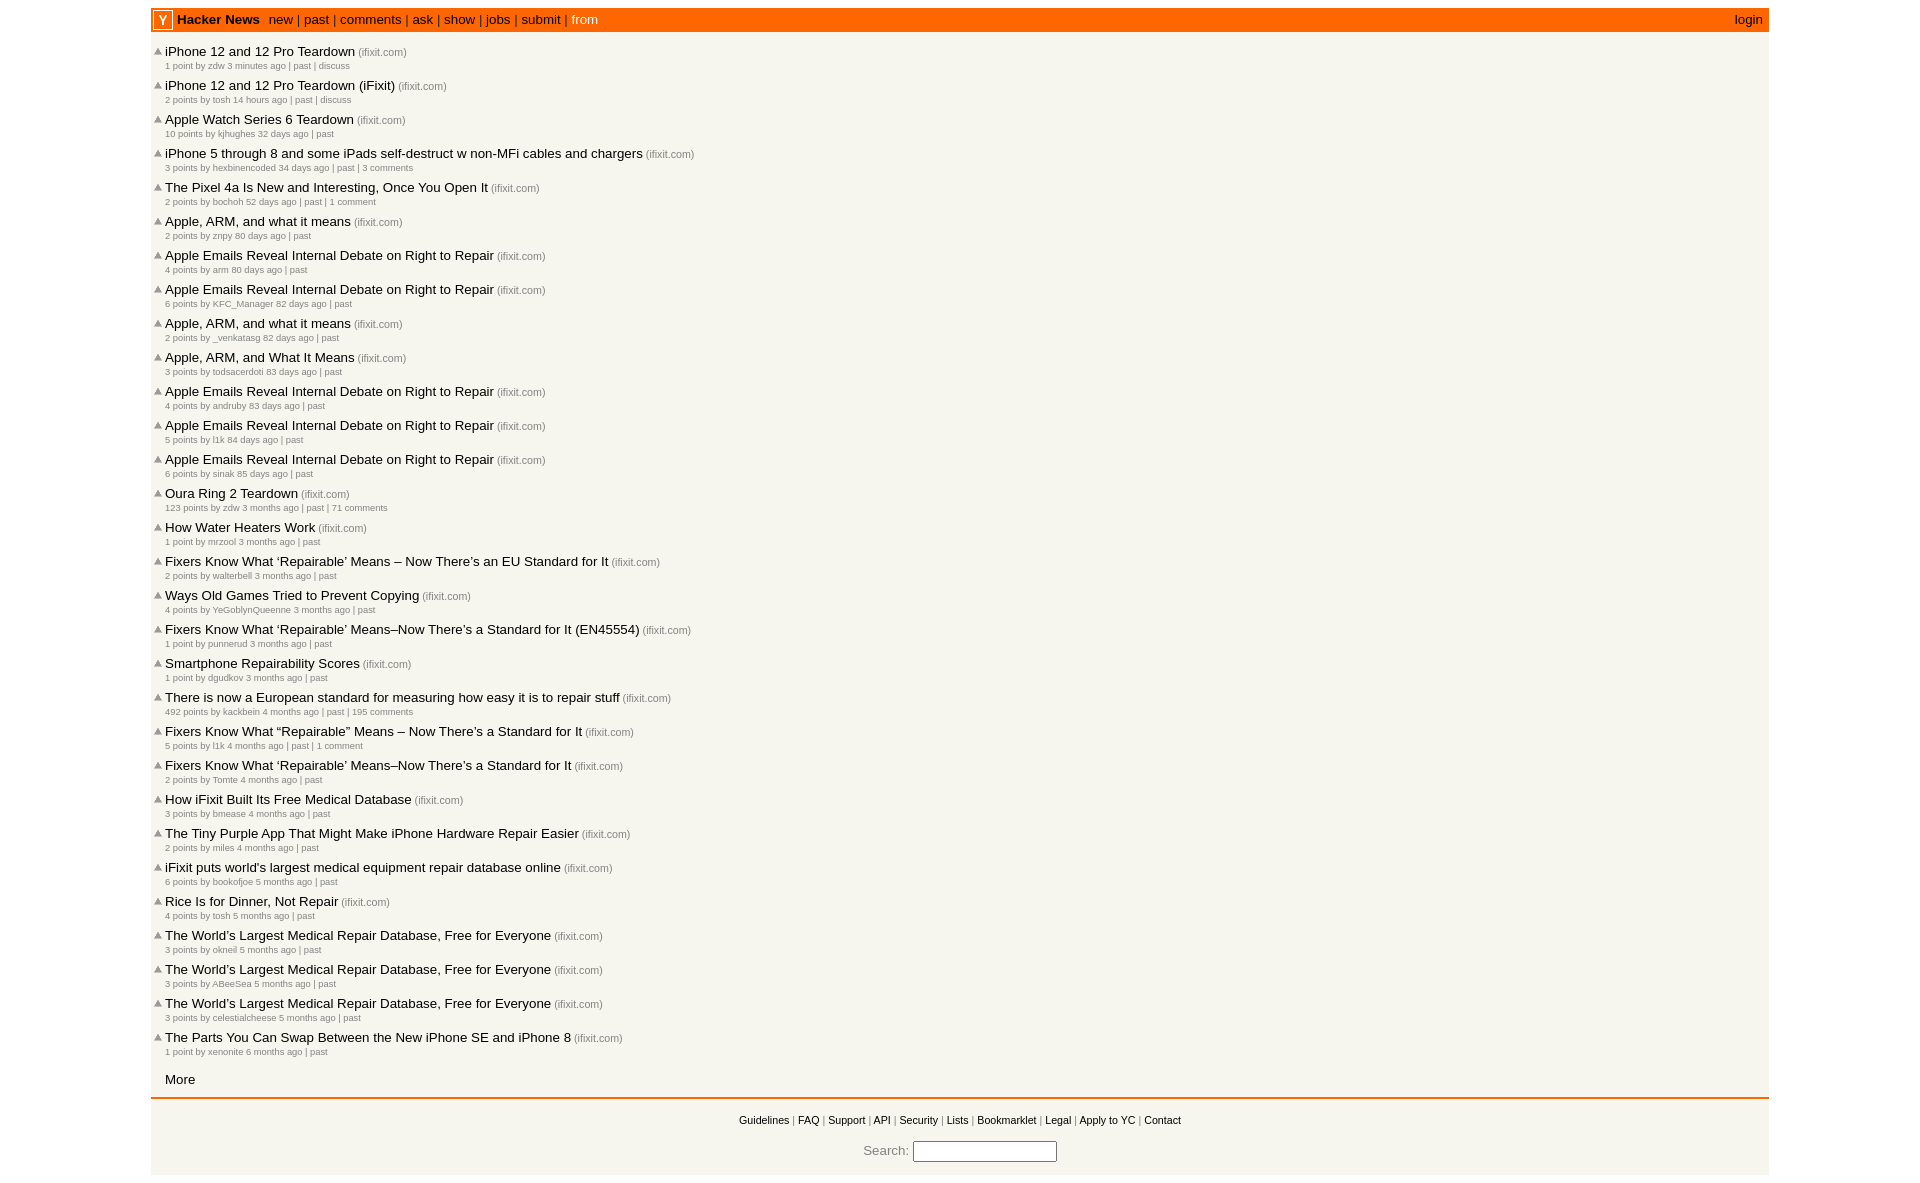 Y Hacker News new | past | comments | ask | show | jobs | submit | from login
iPhone 12 and 12 Pro Teardown (ifixit.com)
1 point by zdw 3 minutes ago | past | discuss
iPhone 12 and 12 Pro Teardown (iFixit) (ifixit.com)
2 points by tosh 14 hours ago | past | discuss
Apple Watch Series 6 Teardown (ifixit.com)
10 points by kjhughes 32 days ago | past
iPhone 5 through 8 and some iPads self-destruct w non-MFi cables and chargers (ifixit.com)
3 points by hexbinencoded 34 days ago | past | 3 comments
The Pixel 4a Is New and Interesting, Once You Open It (ifixit.com)
2 points by bochoh 52 days ago | past | 1 comment
Apple, ARM, and what it means (ifixit.com)
2 points by znpy 80 days ago | past
Apple Emails Reveal Internal Debate on Right to Repair (ifixit.com)
4 points by arm 80 days ago | past
Apple Emails Reveal Internal Debate on Right to Repair (ifixit.com)
6 points by KFC_Manager 82 days ago | past
Apple, ARM, and what it means (ifixit.com)
2 points by _venkatasg 82 days ago | past
Apple, ARM, and What It Means (ifixit.com)
3 points by todsacerdoti 83 days ago | past
Apple Emails Reveal Internal Debate on Right to Repair (ifixit.com)
4 points by andruby 83 days ago | past
Apple Emails Reveal Internal Debate on Right to Repair (ifixit.com)
5 points by l1k 84 days ago | past
Apple Emails Reveal Internal Debate on Right to Repair (ifixit.com)
6 points by sinak 85 days ago | past
Oura Ring 2 Teardown (ifixit.com)
123 points by zdw 3 months ago | past | 71 comments
How Water Heaters Work (ifixit.com)
1 point by mrzool 3 months ago | past
Fixers Know What ‘Repairable’ Means – Now There’s an EU Standard for It (ifixit.com)
2 points by walterbell 3 months ago | past
Ways Old Games Tried to Prevent Copying (ifixit.com)
4 points by YeGoblynQueenne 3 months ago | past
Fixers Know What ‘Repairable’ Means–Now There’s a Standard for It (EN45554) (ifixit.com)
1 point by punnerud 3 months ago | past
Smartphone Repairability Scores (ifixit.com)
1 point by dgudkov 3 months ago | past
There is now a European standard for measuring how easy it is to repair stuff (ifixit.com)
492 points by kackbein 4 months ago | past | 195 comments
Fixers Know What “Repairable” Means – Now There’s a Standard for It (ifixit.com)
5 points by l1k 4 months ago | past | 1 comment
Fixers Know What ‘Repairable’ Means–Now There’s a Standard for It (ifixit.com)
2 points by Tomte 4 months ago | past
How iFixit Built Its Free Medical Database (ifixit.com)
3 points by bmease 4 months ago | past
The Tiny Purple App That Might Make iPhone Hardware Repair Easier (ifixit.com)
2 points by miles 4 months ago | past
iFixit puts world's largest medical equipment repair database online (ifixit.com)
6 points by bookofjoe 5 months ago | past
Rice Is for Dinner, Not Repair (ifixit.com)
4 points by tosh 5 months ago | past
The World’s Largest Medical Repair Database, Free for Everyone (ifixit.com)
3 points by okneil 5 months ago | past
The World’s Largest Medical Repair Database, Free for Everyone (ifixit.com)
3 points by ABeeSea 5 months ago | past
The World’s Largest Medical Repair Database, Free for Everyone (ifixit.com)
3 points by celestialcheese 5 months ago | past
The Parts You Can Swap Between the New iPhone SE and iPhone 8 (ifixit.com)
1 point by xenonite 6 months ago | past
More
Guidelines | FAQ | Support | API | Security | Lists | Bookmarklet | Legal | Apply to YC | Contact
Search: